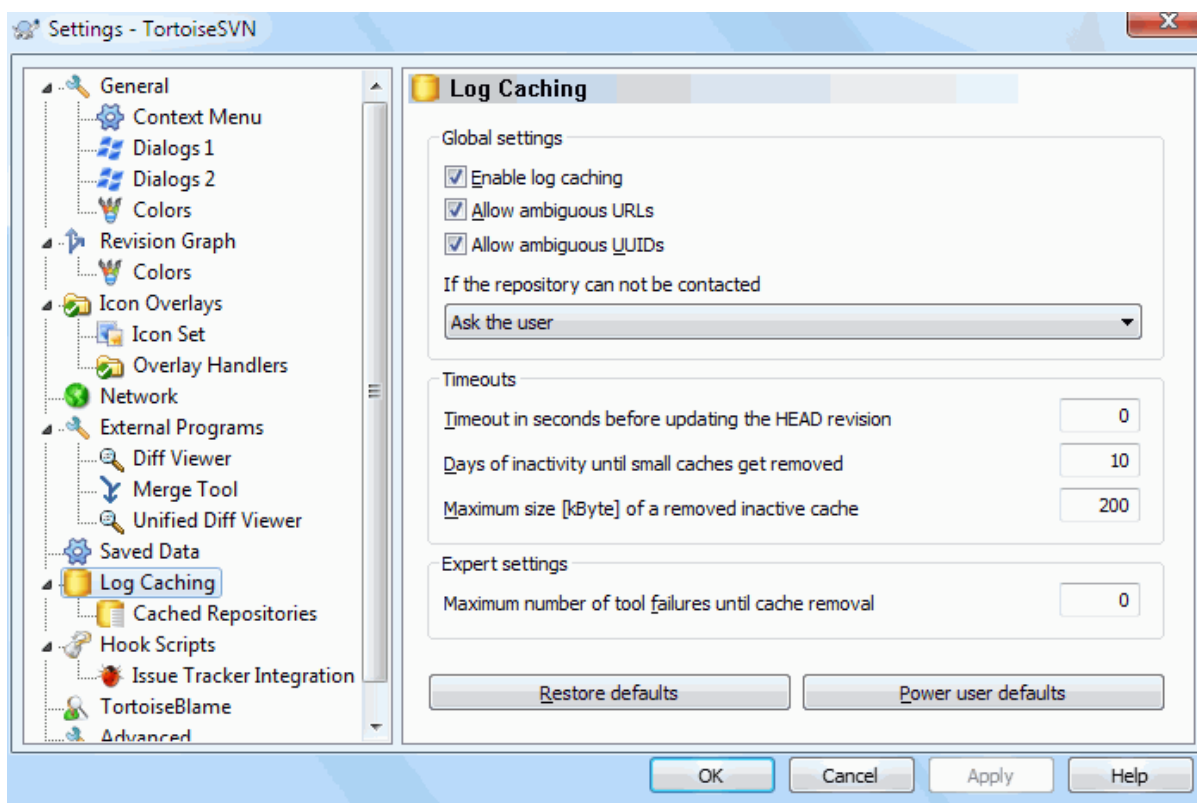 Settings - TortoiseSVN
General
Context Menu
Dialogs 1
Dialogs 2
Colors
Revision Graph
Colors
Icon Overlays
Icon Set
Overlay Handlers
Network
External Programs
Diff Viewer
Merge Tool
Unified Diff Viewer
Saved Data
Log Caching
Cached Repositories
Hook Scripts
Issue Tracker Integration
TortoiseBlame
Advanced
Log Caching
Global settings
Enable log caching
Allow ambiguous URLs
Allow ambiguous UUIDs
If the repository can not be contacted
Ask the user
Timeouts
Timeout in seconds before updating the HEAD revision 0
Days of inactivity until small caches get removed 10
Maximum size [kByte] of a removed inactive cache 200
Expert settings
Maximum number of tool failures until cache removal 0
Restore defaults Power user defaults
OK Cancel Apply Help